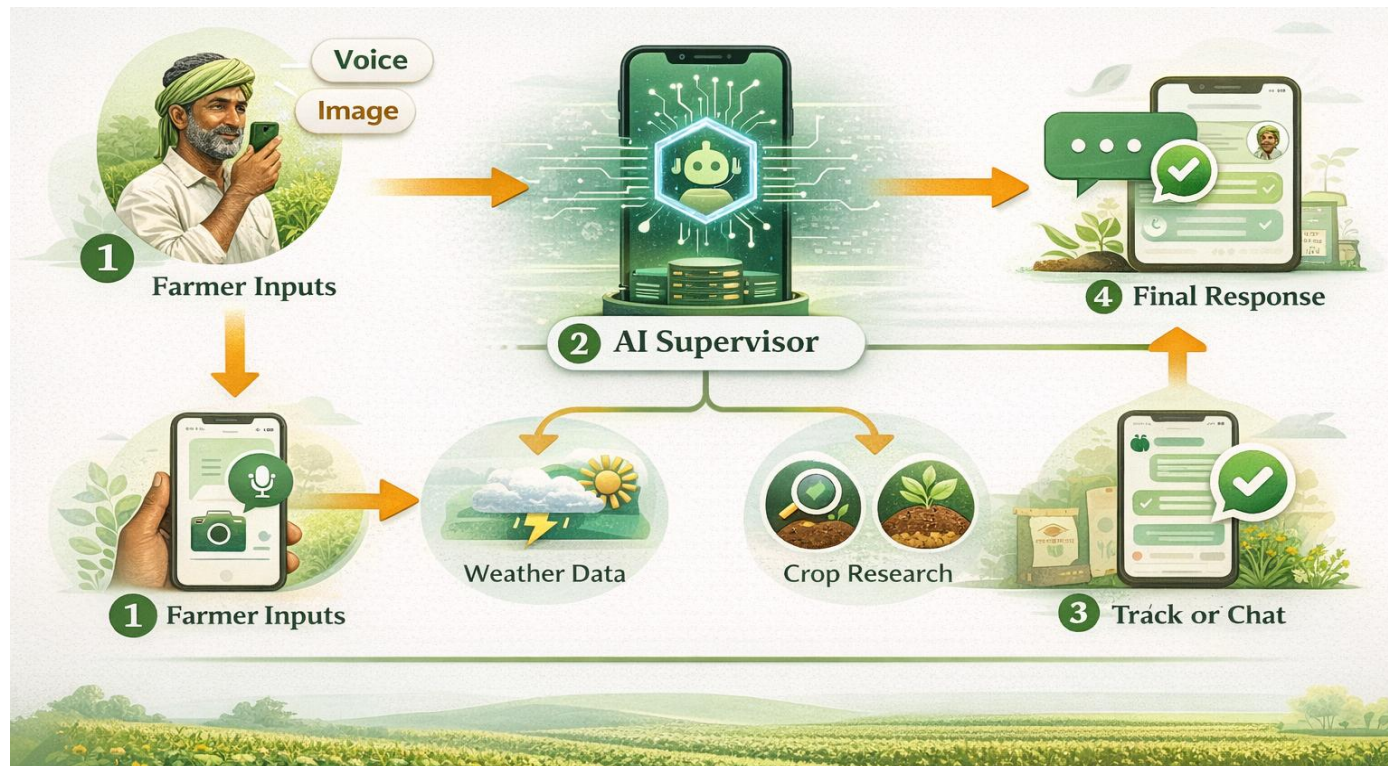 Voice
Image
1
Farmer Inputs
2 AI Supervisor
4 Final Response
Weather Data
Crop Research
1 Farmer Inputs
3 Track or Chat